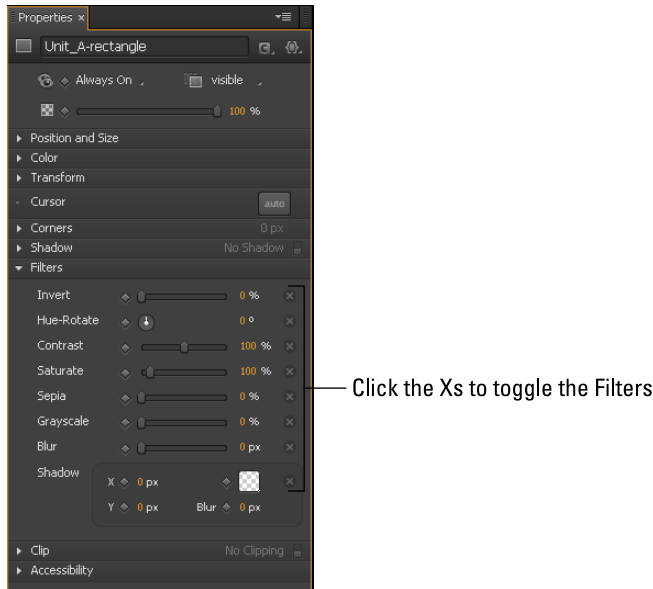 Properties ×
Unit_A-rectangle
Always On
visible
100 %
Position and Size
Color
Transform
Cursor auto
Corners 0 px
Shadow No Shadow
Filters
Invert 0 %
Hue-Rotate 0 °
Contrast 100 %
Saturate 100 %
Sepia 0 %
Grayscale 0 %
Blur 0 px
Shadow X 0 px
Y 0 px Blur 0 px
Clip No Clipping
Accessibility
Click the Xs to toggle the Filters